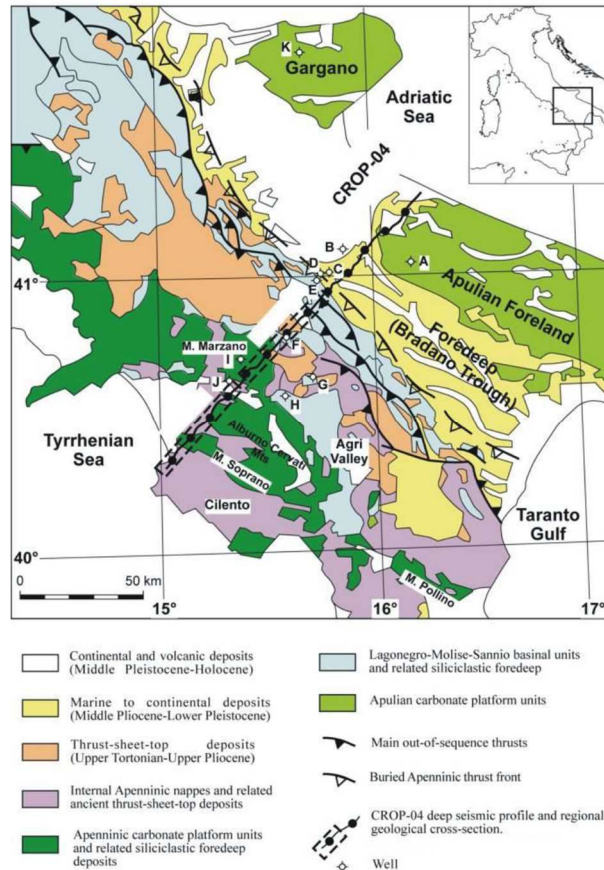 K
Gargano
Adriatic
Sea
CROP-04
B
A
D
C
41°
E
Apulian Foreland
Foredeep
(Bradano Trough)
M. Marzano
F
I
J
G
H
Tyrrhenian
Sea
Alburno Cervati
Mts
Agri
Valley
M. Soprano
Cilento
Taranto
Gulf
40°
M. Pollino
0 50 km
15° 16° 17°
Continental and volcanic deposits
(Middle Pleistocene-Holocene)
Marine to continental deposits
(Middle Pliocene-Lower Pleistocene)
Thrust-sheet-top deposits
(Upper Tortonian-Upper Pliocene)
Internal Apenninic nappes and related
ancient thrust-sheet-top deposits
Apenninic carbonate platform units
and related siliciclastic foredeep
deposits
Lagonegro-Molise-Sannio basinal units
and related siliciclastic foredeep
Apulian carbonate platform units
Main out-of-sequence thrusts
Buried Apenninic thrust front
CROP-04 deep seismic profile and regional
geological cross-section.
Well